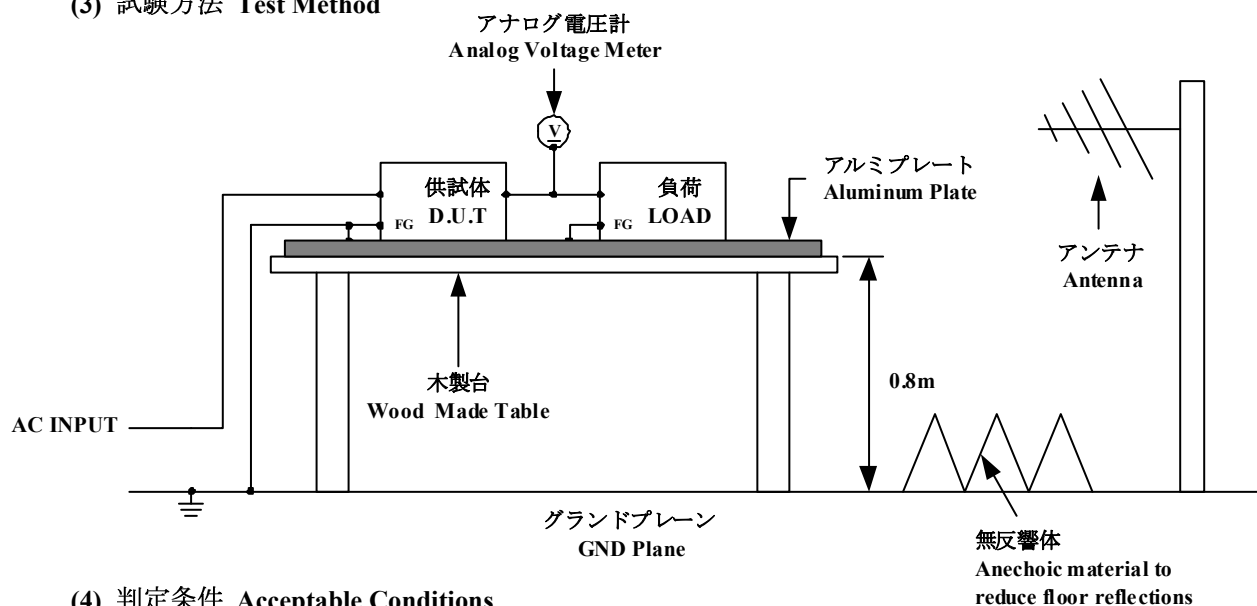 (3) 試験方法 Test Method
アナログ電圧計
Analog Voltage Meter
V
供試体
D.U.T
FG
負荷
LOAD
FG
アルミプレート
Aluminum Plate
アンテナ
Antenna
木製台
Wood Made Table
0.8m
AC INPUT
グランドプレーン
GND Plane
無反響体
Anechoic material to
reduce floor reflections
(4) 判定条件 Acceptable Conditions